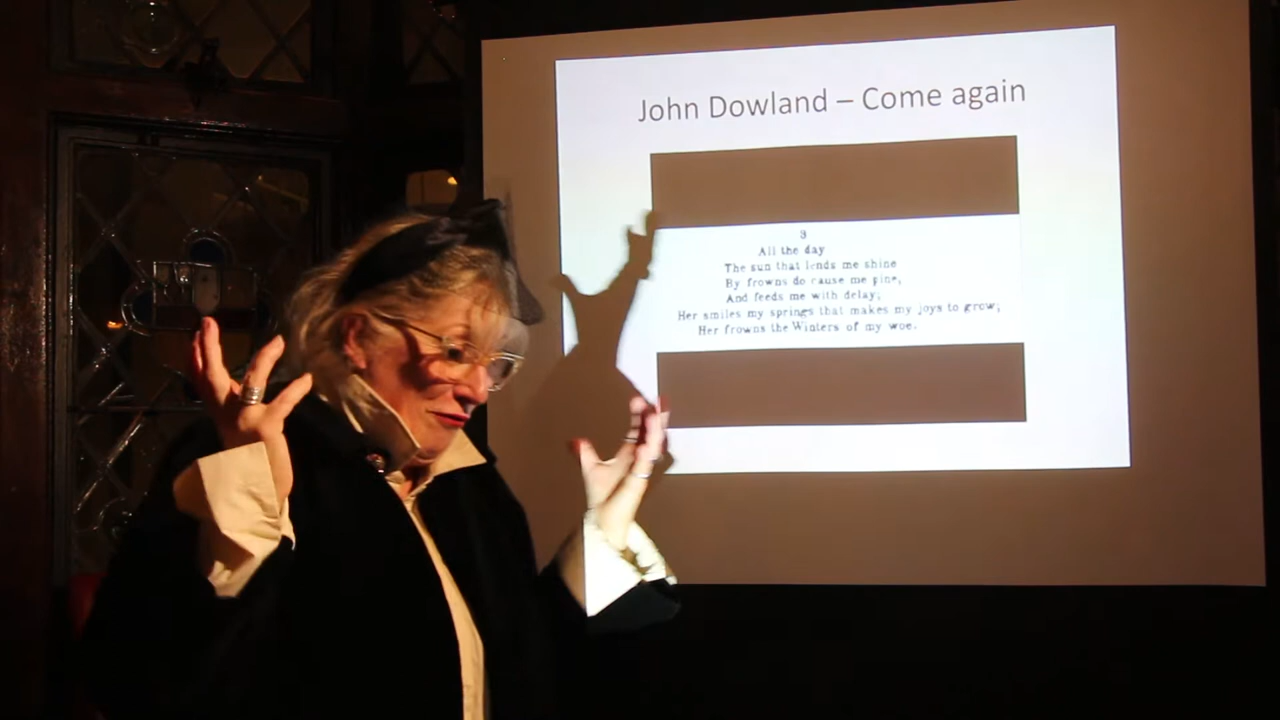 John Dowland – Come again
3
All the day
The sun that lends me shine
By frowns do cause me pine,
And feeds me with delay;
Her smiles my springs that makes my joys to grow;
Her frowns the Winters of my woe.